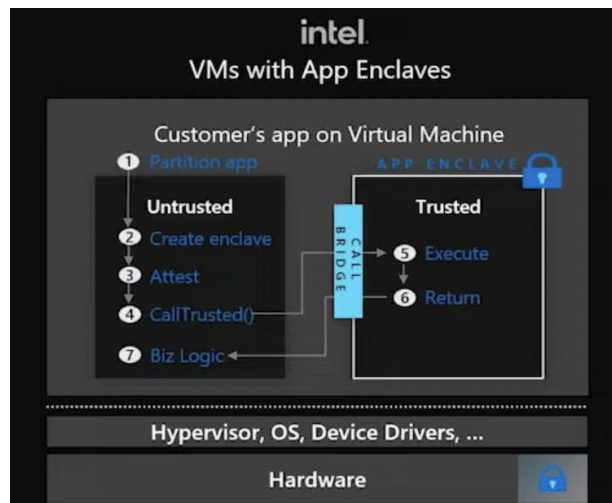 intel.
VMs with App Enclaves
Customer's app on Virtual Machine
1 Partition app
APP ENCLAVE
Untrusted
2 Create enclave
3 Attest
4 CallTrusted()
7 Biz Logic
CALL
BRIDGE
Trusted
5 Execute
6 Return
Hypervisor, OS, Device Drivers, ...
Hardware